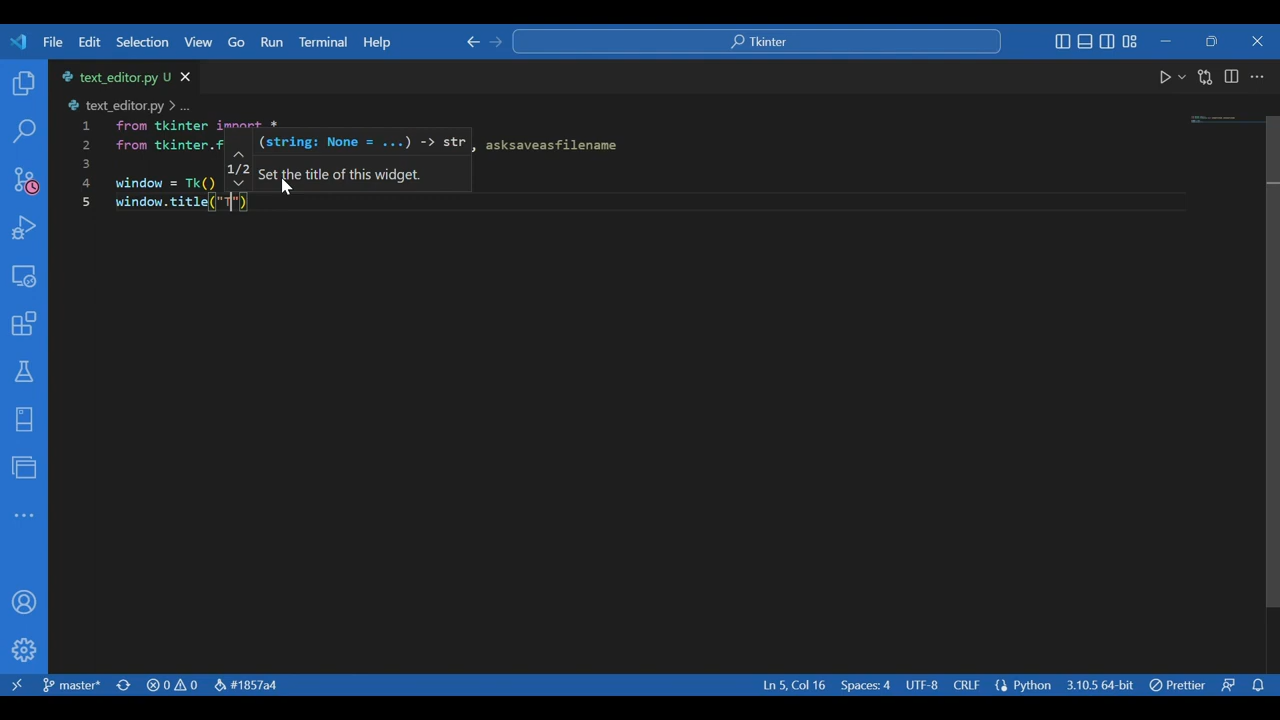 File Edit Selection View Go Run Terminal Help Tkinter
text_editor.py U
text_editor.py > ...
1 from tkinter import *
2 from tkinter.f , asksaveasfilename
3
4 window = Tk()
5 window.title("T")
(string: None = ...) -> str
1/2
Set the title of this widget.
master* 0 0 #1857a4 Ln 5, Col 16 Spaces: 4 UTF-8 CRLF Python 3.10.5 64-bit Prettier